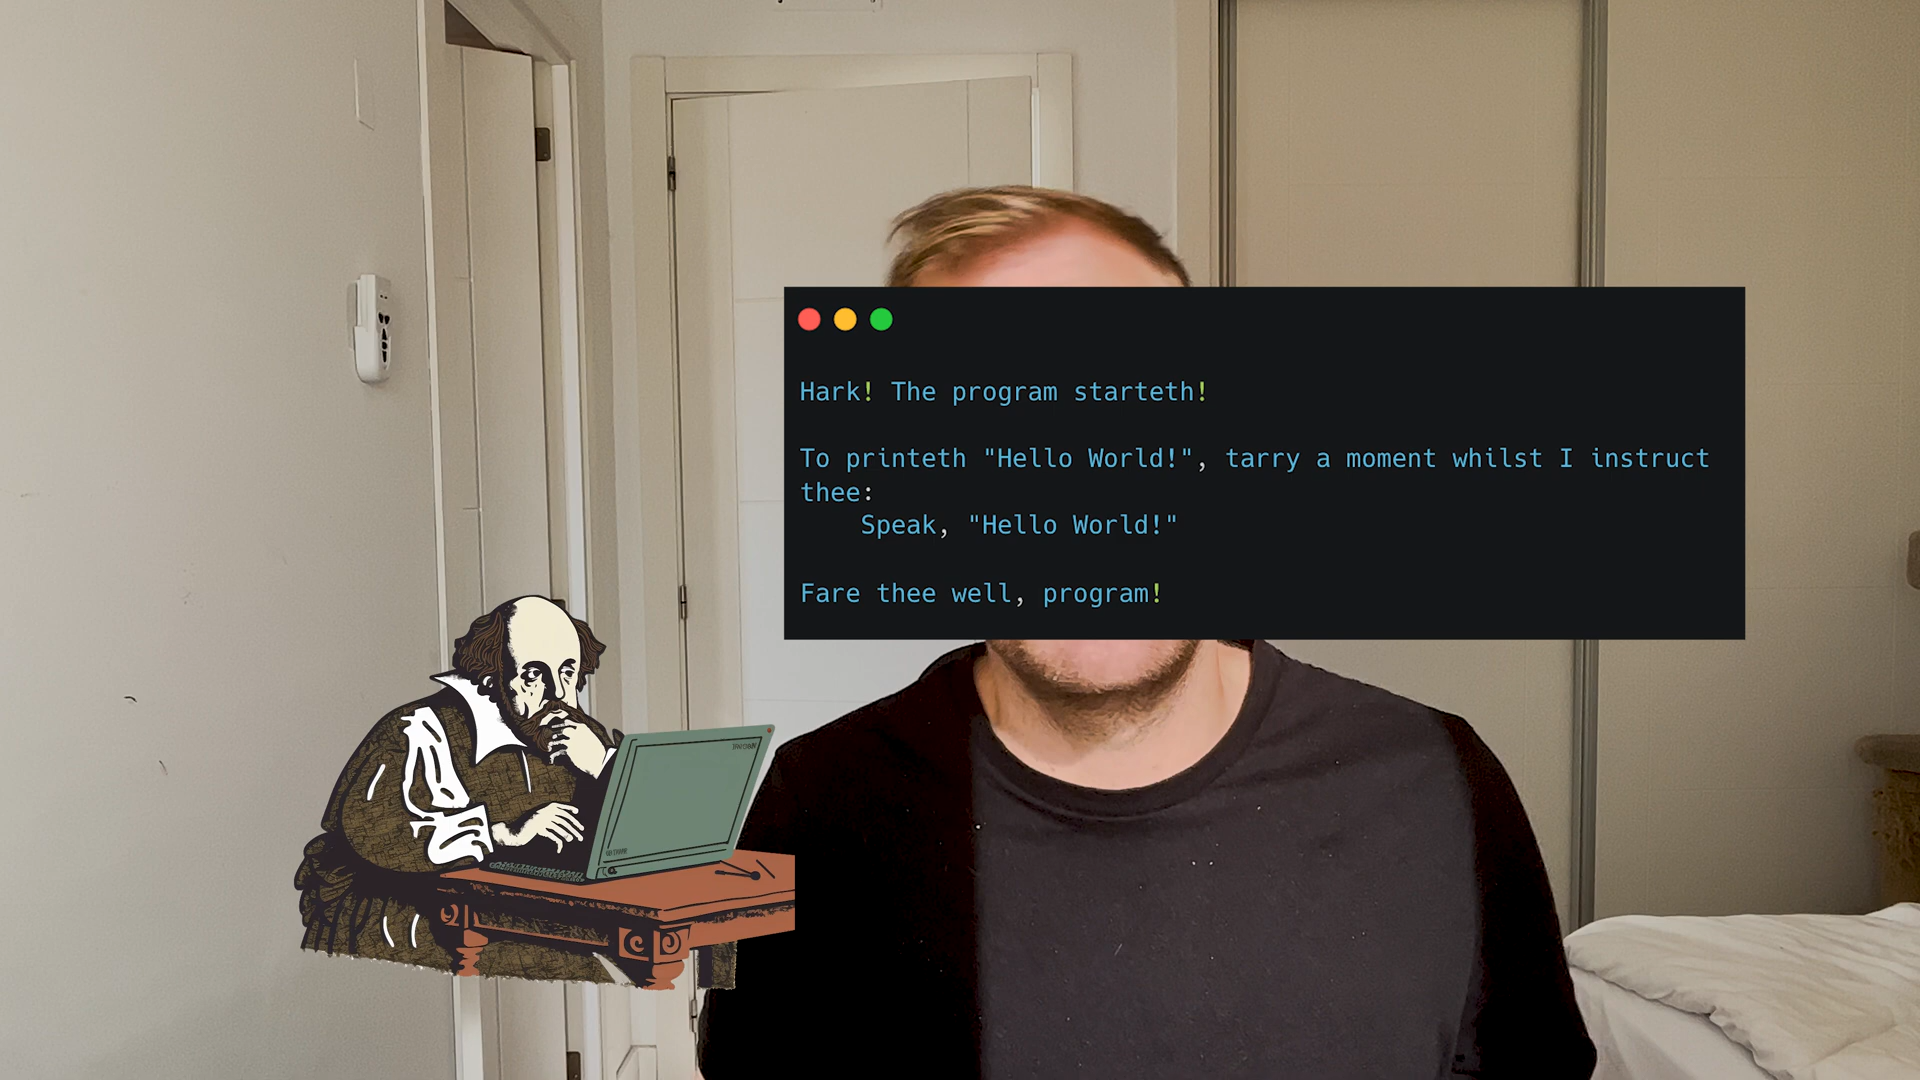 Hark! The program starteth!
To printeth "Hello World!", tarry a moment whilst I instruct
thee:
    Speak, "Hello World!"
Fare thee well, program!